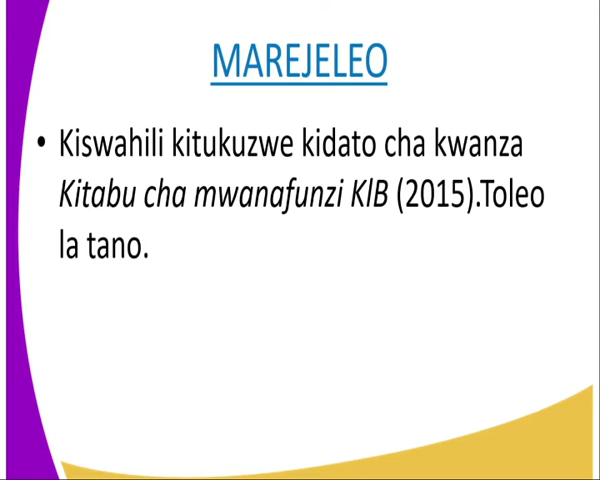 MAREJELEO
• Kiswahili kitukuzwe kidato cha kwanza
Kitabu cha mwanafunzi KlB (2015).Toleo
la tano.